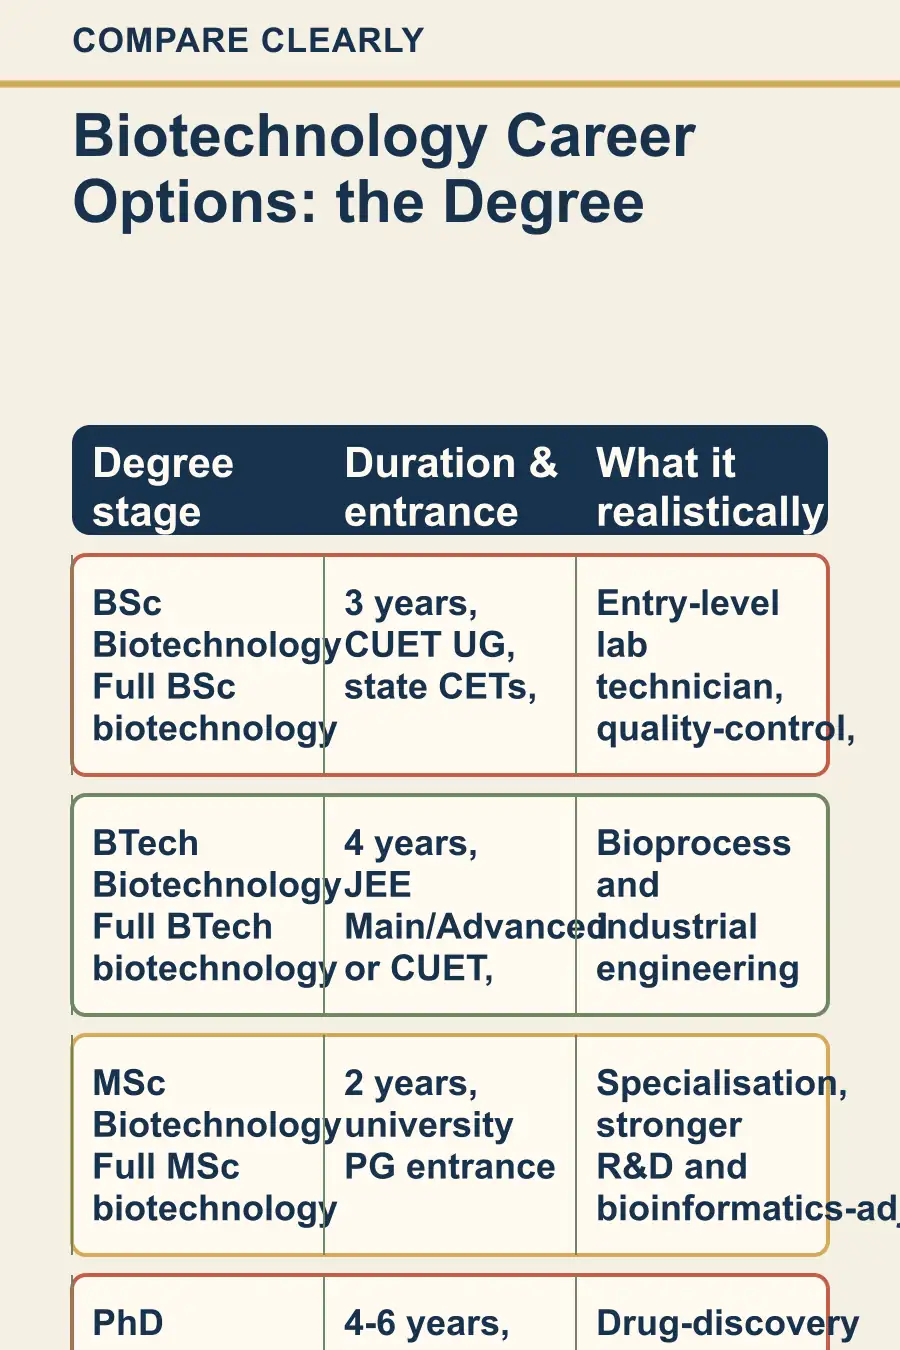 COMPARE CLEARLY
Biotechnology Career
Options: the Degree
Degree
stage
Duration &
entrance
What it
realistically
BSc
Biotechnology
Full BSc
biotechnology
3 years,
CUET UG,
state CETs,
Entry-level
lab
technician,
quality-control,
BTech
Biotechnology
Full BTech
biotechnology
4 years,
JEE
Main/Advanced
or CUET,
Bioprocess
and
industrial
engineering
MSc
Biotechnology
Full MSc
biotechnology
2 years,
university
PG entrance
Specialisation,
stronger
R&D and
PhD
4-6 years,
Drug-discovery